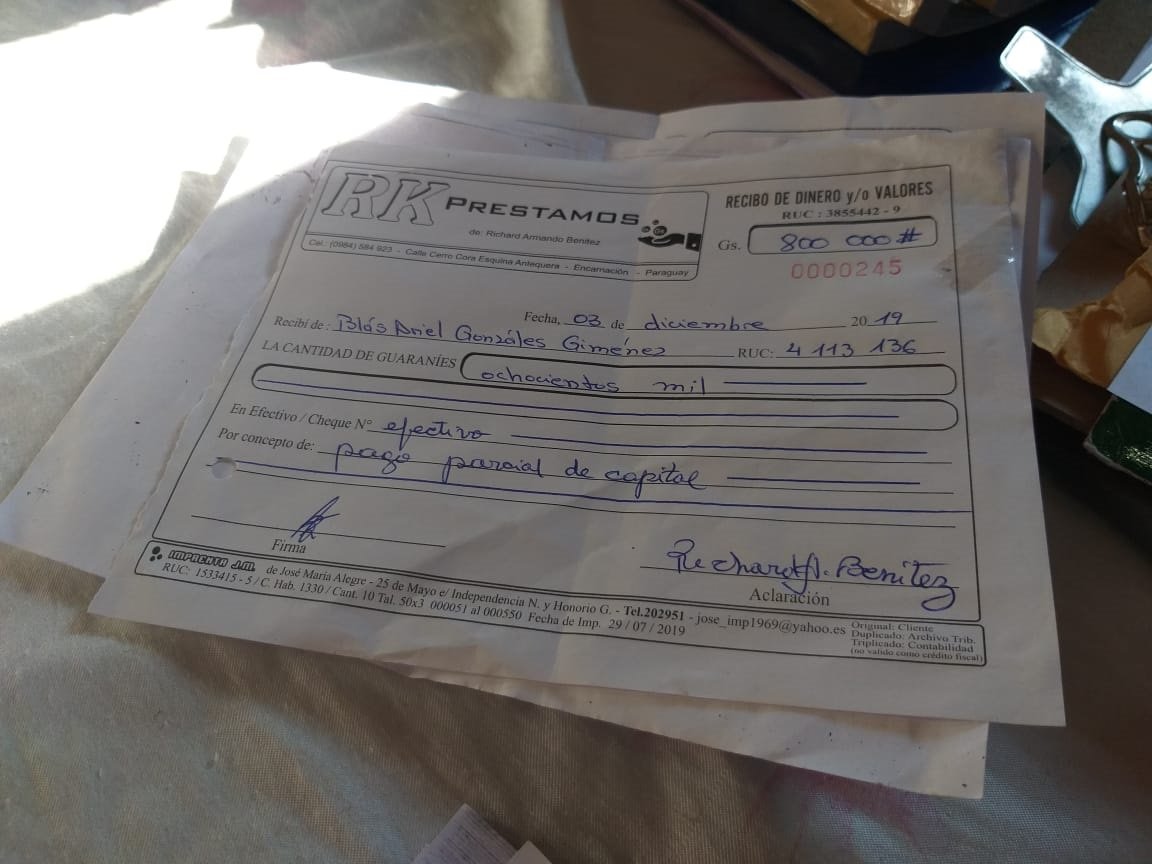 RK PRESTAMOS
de: Richard Armando Benitez
Cel.: (0984) 584 923 - Calle Cerro Cora Esquina Antequera - Encarnación - Paraguay
RECIBO DE DINERO y/o VALORES
RUC : 3855442 - 9
Gs. 800 000#
0000245
Fecha, 03 de diciembre 20 19
Recibí de : Blás Ariel Gonzáles Giménez RUC: 4 113 136
LA CANTIDAD DE GUARANÍES ochocientos mil
En Efectivo / Cheque N° efectivo
Por concepto de: pago parcial de capital
Firma
Richard A. Benitez
Aclaración
IMPRENTA J.M. de José María Alegre - 25 de Mayo e/ Independencia N. y Honorio G. - Tel.202951 - jose_imp1969@yahoo.es
RUC: 1533415 - 5 / C. Hab. 1330 / Cant. 10 Tal. 50x3 000051 al 000550 Fecha de Imp. 29 / 07 / 2019
Original: Cliente
Duplicado: Archivo Trib.
Triplicado: Contabilidad
(no valido como crédito fiscal)